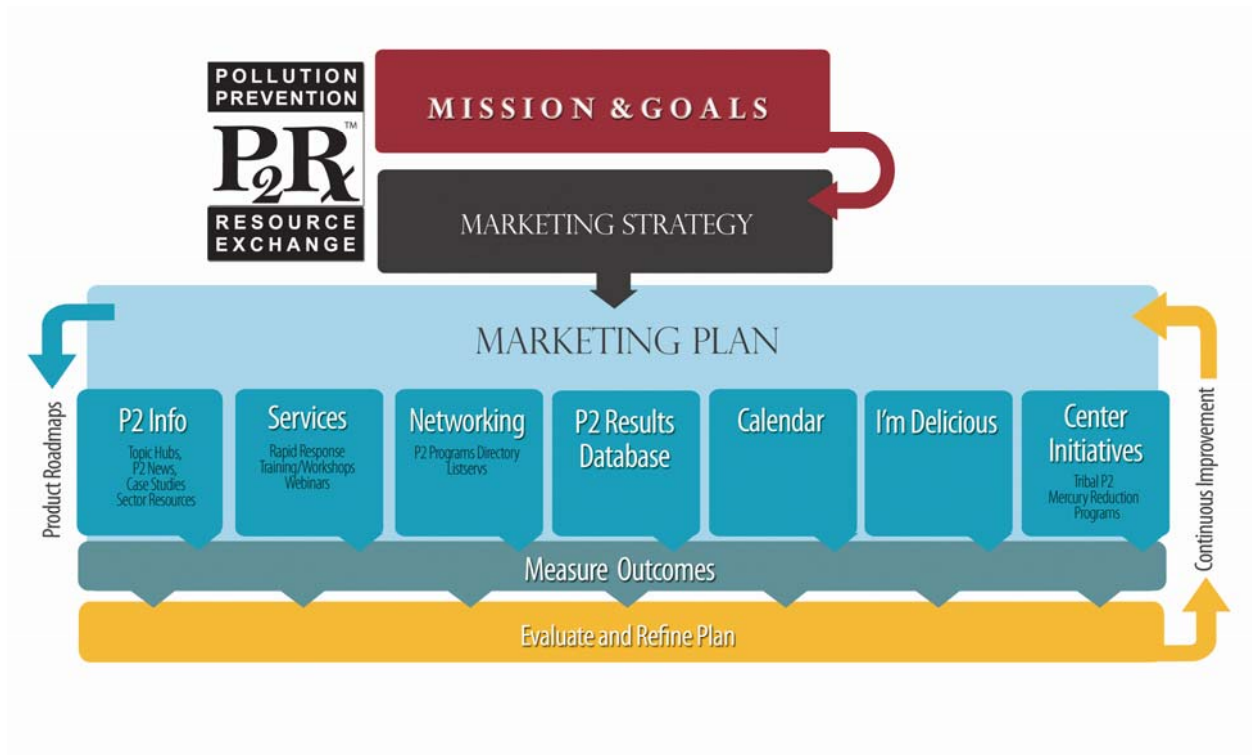 POLLUTION
PREVENTION
P2Rx™
RESOURCE
EXCHANGE
MISSION & GOALS
MARKETING STRATEGY
MARKETING PLAN
Product Roadmaps
P2 Info
Topic Hubs,
P2 News,
Case Studies
Sector Resources
Services
Rapid Response
Training/Workshops
Webinars
Networking
P2 Programs Directory
Listservs
P2 Results
Database
Calendar
I'm Delicious
Center
Initiatives
Tribal P2
Mercury Reduction
Programs
Continuous Improvement
Measure Outcomes
Evaluate and Refine Plan